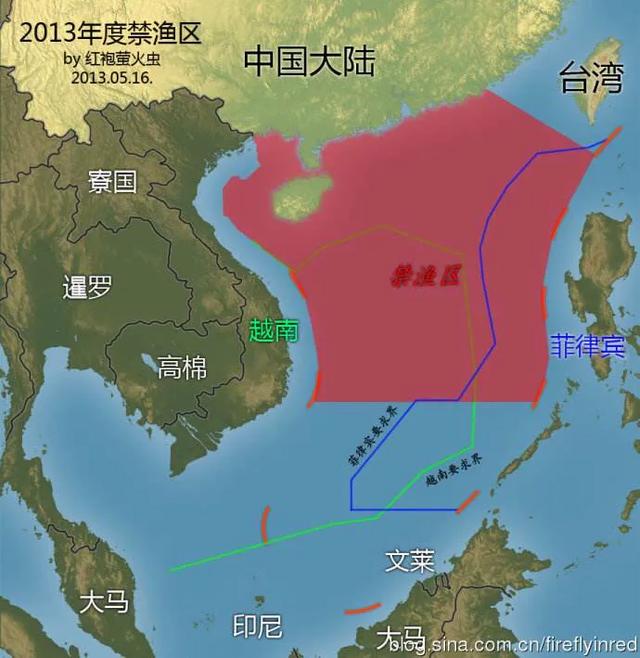 2013年度禁渔区
by 红袍萤火虫
2013.05.16.
中国大陆
台湾
寮国
暹罗
禁渔区
越南
菲律宾
高棉
菲律宾要求界
越南要求界
文莱
大马
印尼
大马
blog.sina.com.cn/fireflyinred